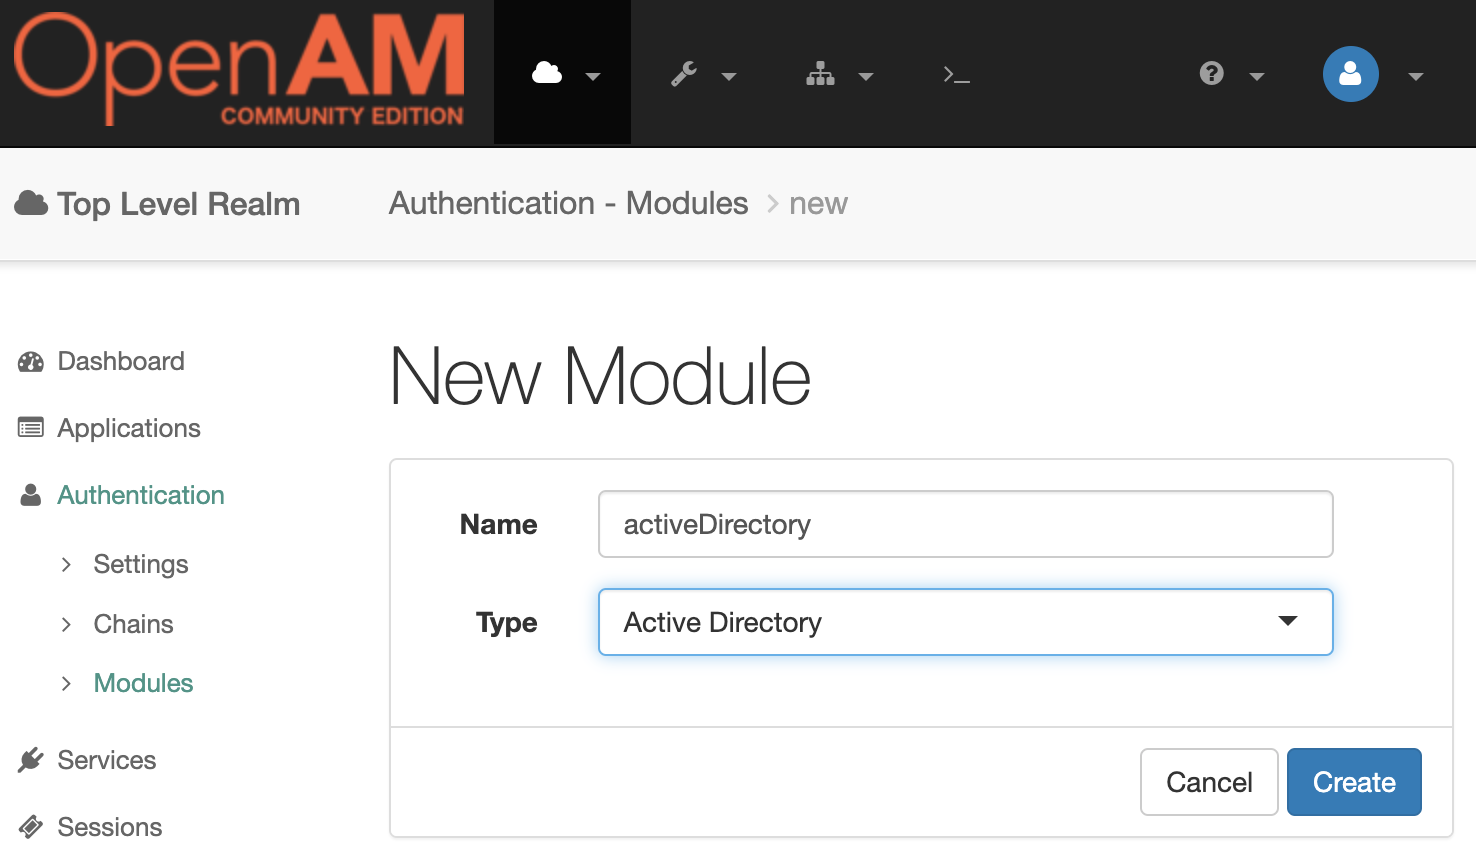 OpenAM
COMMUNITY EDITION
Top Level Realm
Authentication - Modules > new
Dashboard
Applications
Authentication
Settings
Chains
Modules
Services
Sessions
New Module
Name
activeDirectory
Type
Active Directory
Cancel
Create